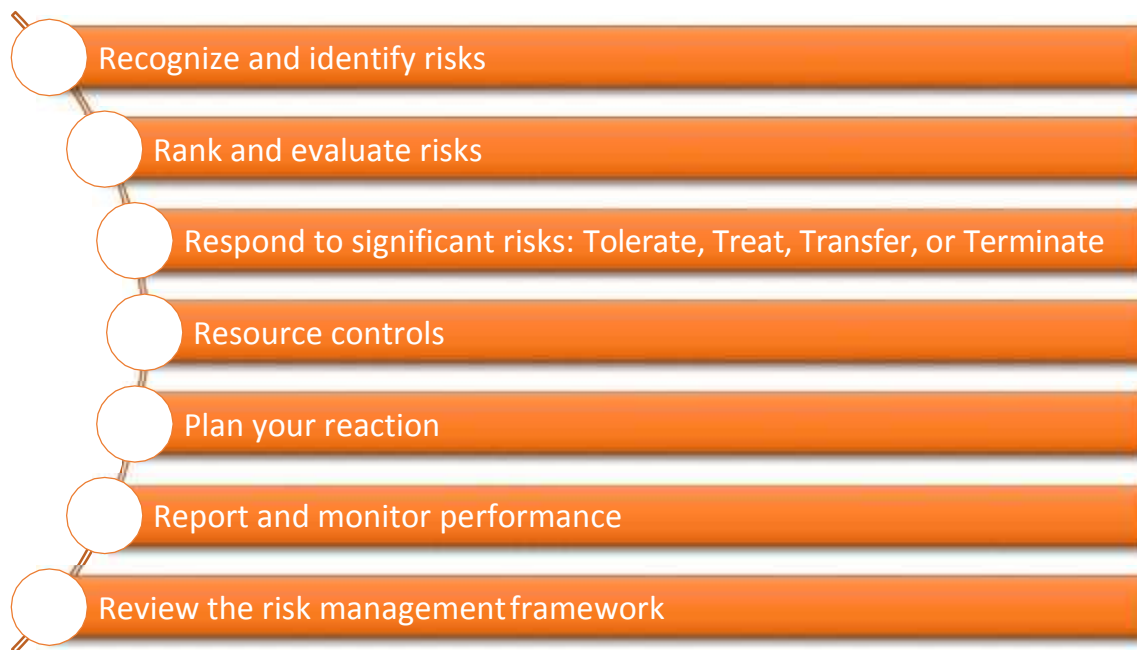 Recognize and identify risks
Rank and evaluate risks
Respond to significant risks: Tolerate, Treat, Transfer, or Terminate
Resource controls
Plan your reaction
Report and monitor performance
Review the risk management framework